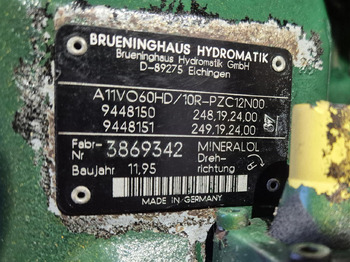 BRUENINGHAUS HYDROMATIK
Brueninghaus Hydromatik GmbH
D-89275 Elchingen
A11VO60HD/10R-PZC12N00
9448150 248.19.24.00
9448151 249.19.24.00
Fabr- Nr 3869342 MINERALÖL
Baujahr 11.95 Dreh- richtung R
MADE IN GERMANY